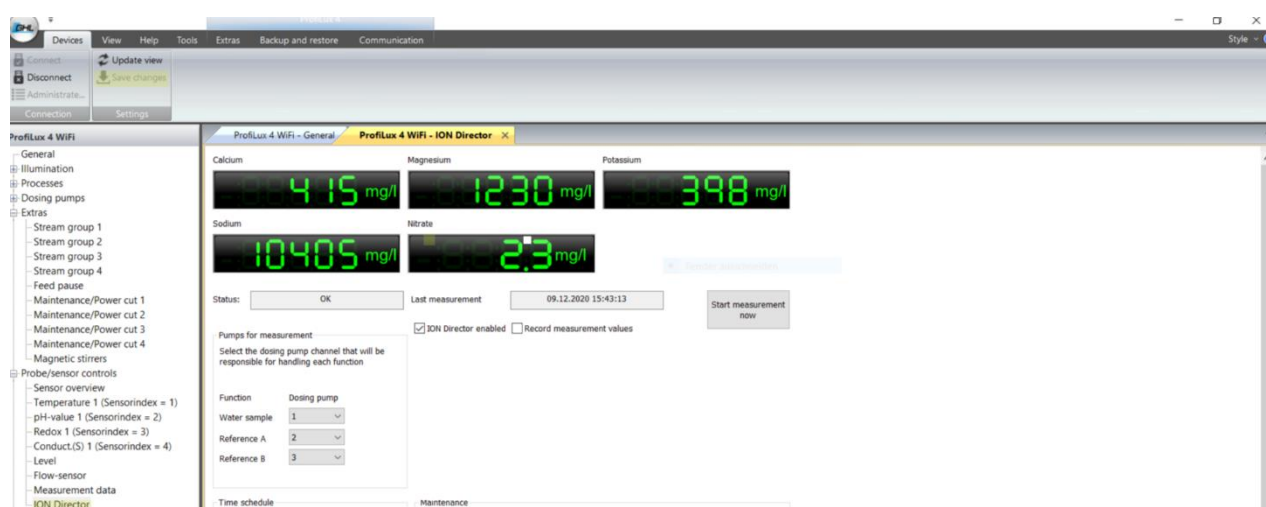 GHL
ProfiLux 4
Devices View Help Tools Extras Backup and restore Communication
Style
Connect
Update view
Disconnect
Save changes
Administrate...
Connection Settings
ProfiLux 4 WiFi
ProfiLux 4 WiFi - General
ProfiLux 4 WiFi - ION Director
General
Illumination
Processes
Dosing pumps
Extras
Stream group 1
Stream group 2
Stream group 3
Stream group 4
Feed pause
Maintenance/Power cut 1
Maintenance/Power cut 2
Maintenance/Power cut 3
Maintenance/Power cut 4
Magnetic stirrers
Probe/sensor controls
Sensor overview
Temperature 1 (Sensorindex = 1)
pH-value 1 (Sensorindex = 2)
Redox 1 (Sensorindex = 3)
Conduct.(S) 1 (Sensorindex = 4)
Level
Flow-sensor
Measurement data
ION Director
Calcium Magnesium Potassium
415 mg/l 1230 mg/l 398 mg/l
Sodium Nitrate
10405 mg/l 2.3 mg/l
Status: OK Last measurement 09.12.2020 15:43:13
Start measurement
now
ION Director enabled Record measurement values
Pumps for measurement
Select the dosing pump channel that will be
responsible for handling each function
Function Dosing pump
Water sample 1
Reference A 2
Reference B 3
Time schedule Maintenance